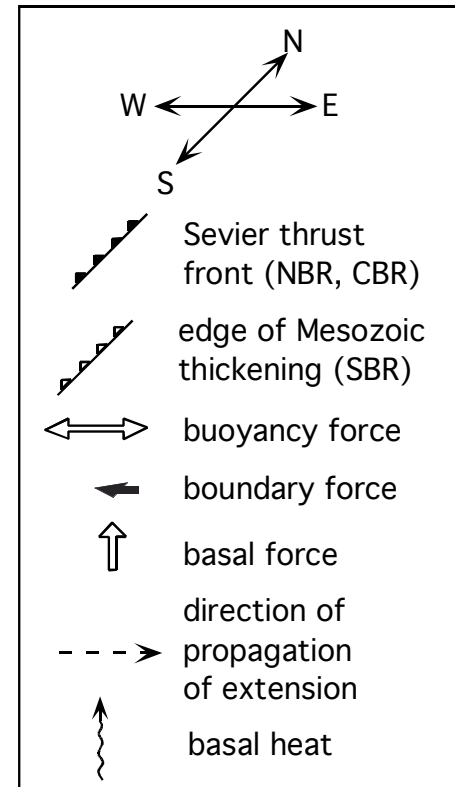 N
W E
S
Sevier thrust
front (NBR, CBR)
edge of Mesozoic
thickening (SBR)
buoyancy force
boundary force
basal force
direction of
propagation
of extension
basal heat